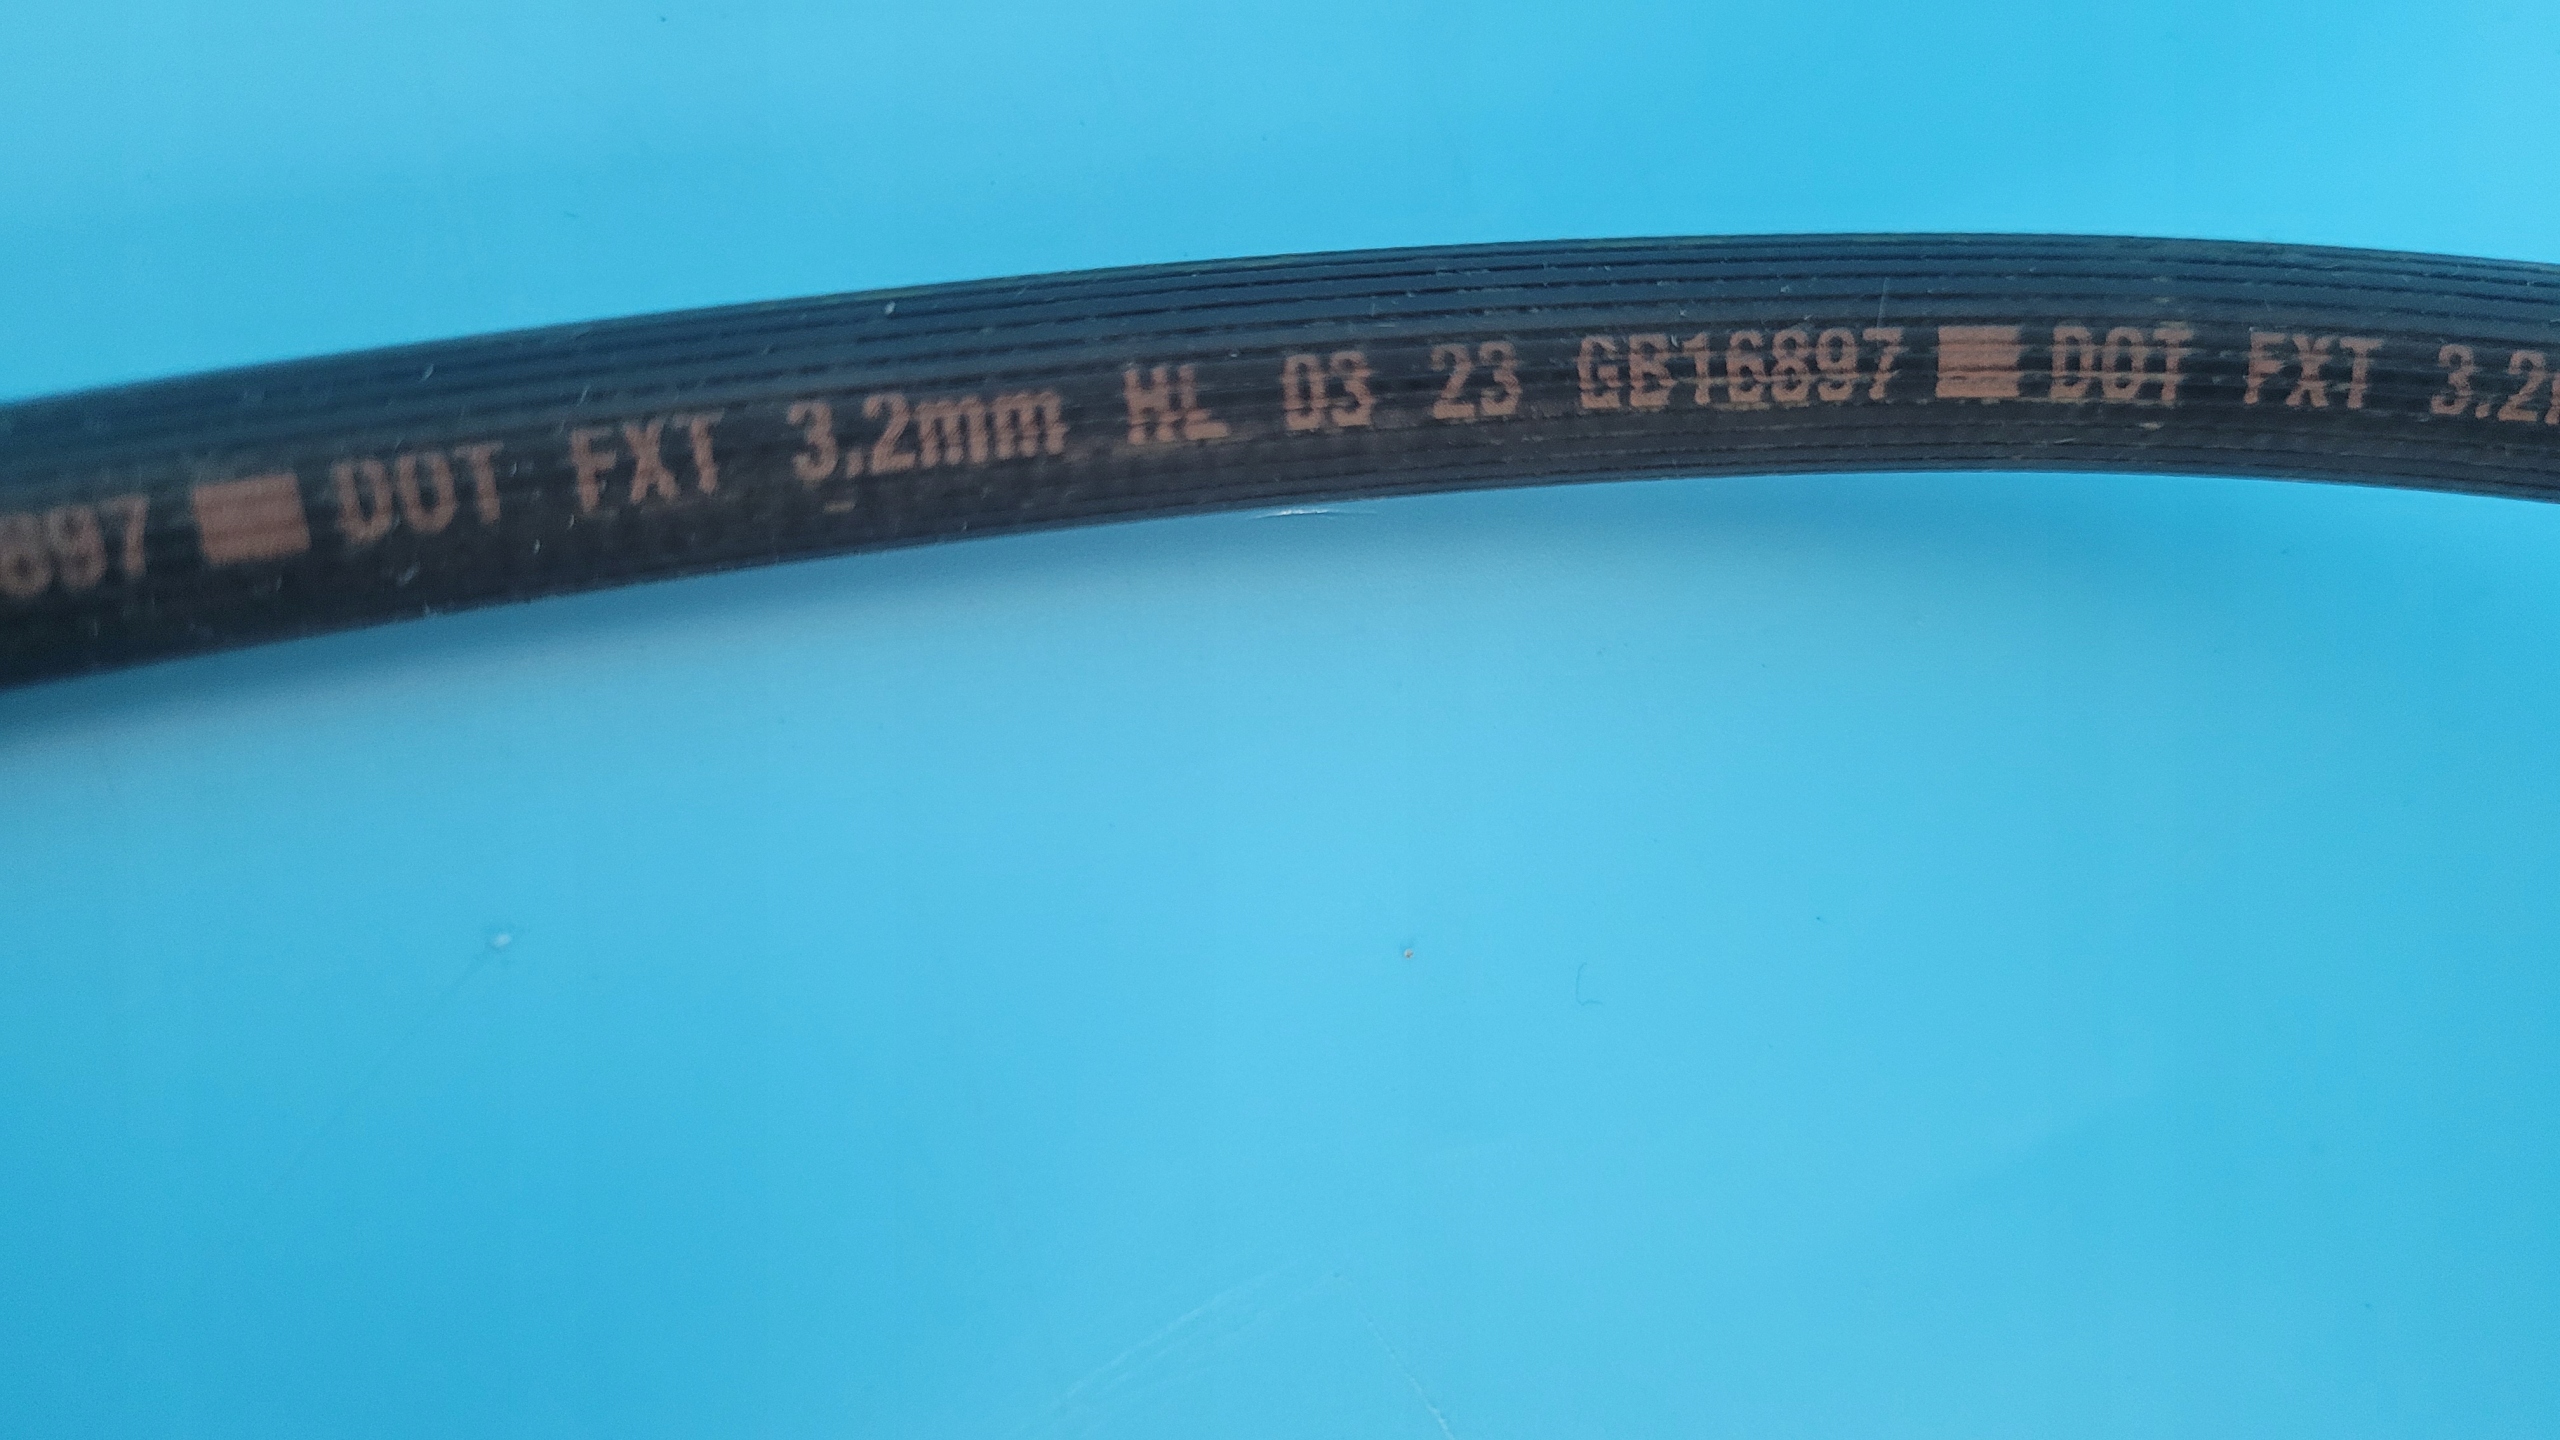 897 DOT FXT 3.2mm HL 03 23 GB16897 DOT FXT 3.2